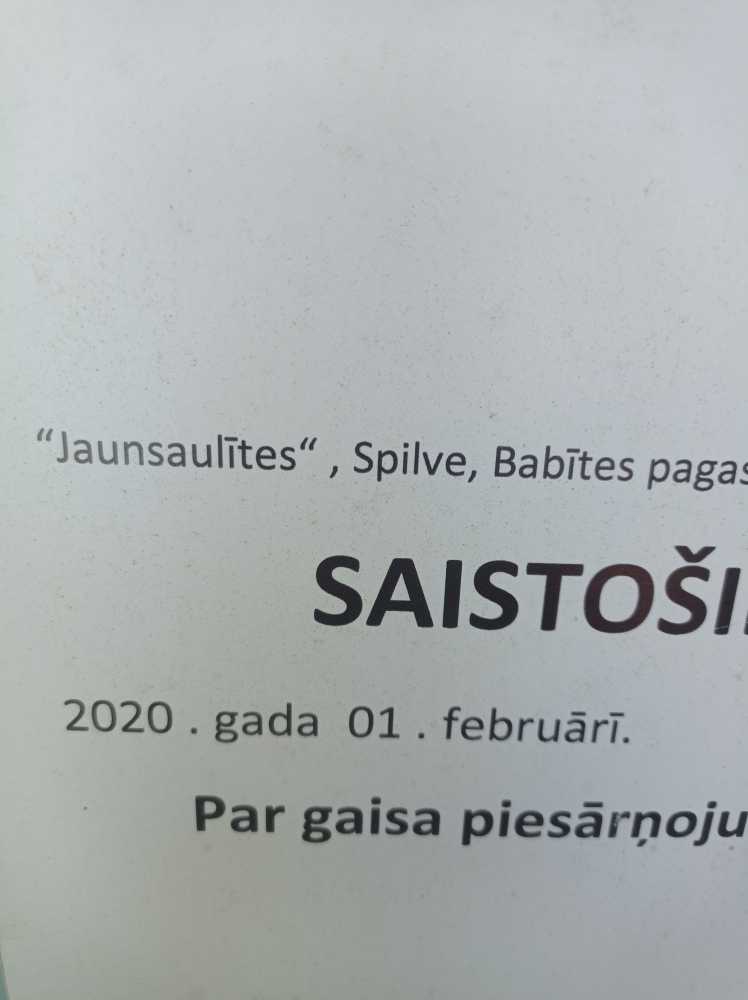 “Jaunsaulītes“ , Spilve, Babītes pagas
SAISTOŠI
2020 . gada 01 . februārī.
Par gaisa piesārņoju